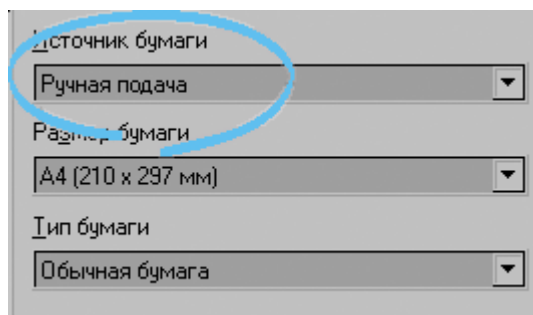 Источник бумаги
Ручная подача
Размер бумаги
A4 (210 x 297 мм)
Тип бумаги
Обычная бумага